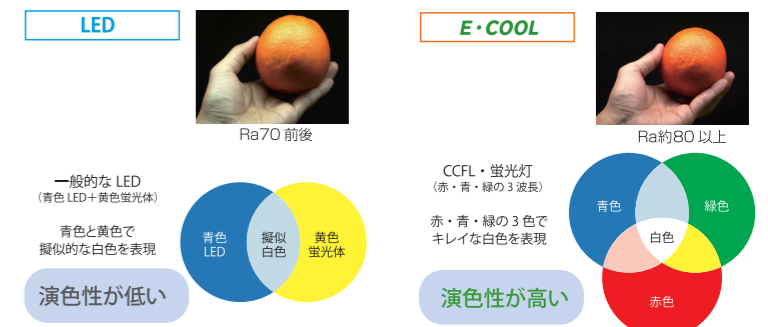 LED
Ra70 前後
一般的な LED
（青色 LED＋黄色蛍光体）
青色と黄色で
擬似的な白色を表現
青色
LED
擬似
白色
黄色
蛍光体
演色性が低い
E・COOL
Ra約80 以上
CCFL・蛍光灯
（赤・青・緑の３波長）
赤・青・緑の３色で
キレイな白色を表現
青色
緑色
白色
赤色
演色性が高い